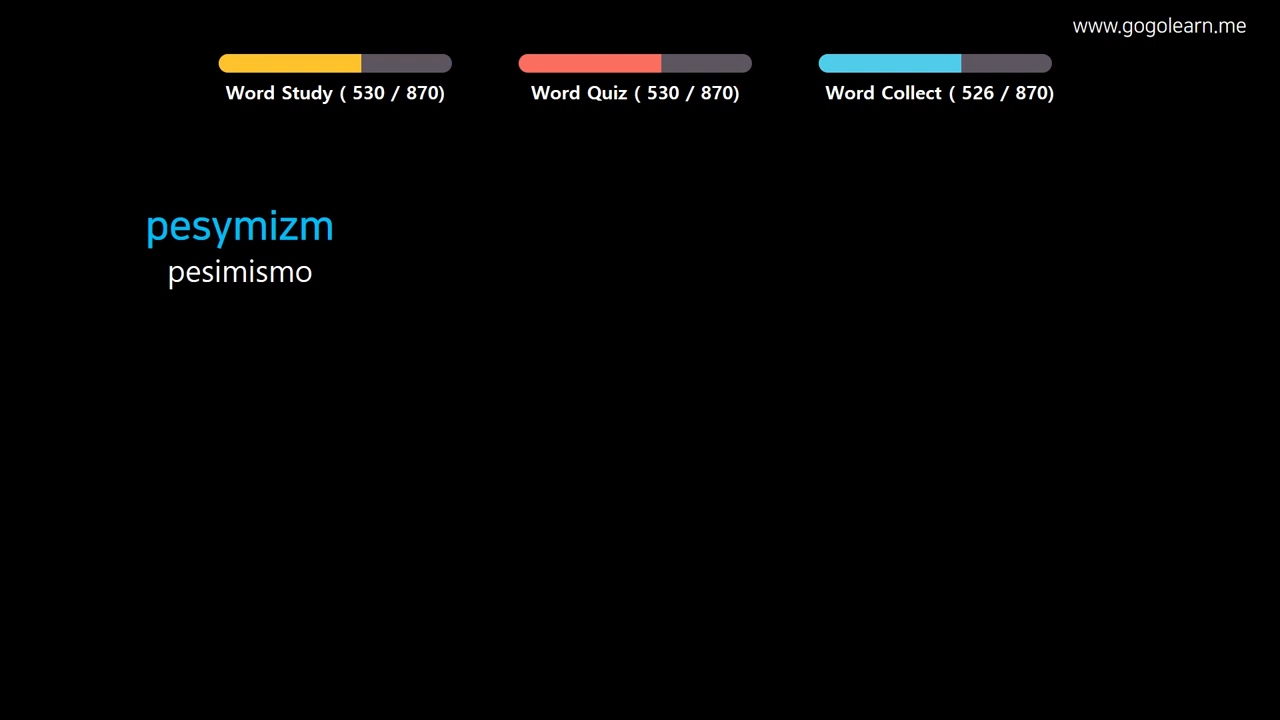 www.gogolearn.me
Word Study ( 530 / 870)
Word Quiz ( 530 / 870)
Word Collect ( 526 / 870)
pesymizm
pesimismo